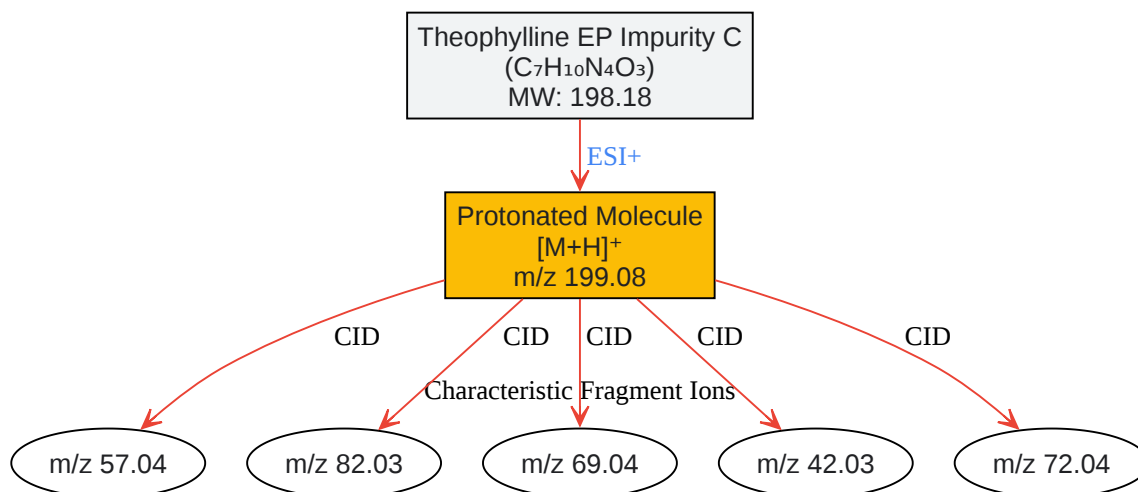 Theophylline EP Impurity C
(C₇H₁₀N₄O₃)
MW: 198.18
ESI+
Protonated Molecule
[M+H]⁺
m/z 199.08
CID CID CID CID CID
Characteristic Fragment Ions
m/z 57.04 m/z 82.03 m/z 69.04 m/z 42.03 m/z 72.04